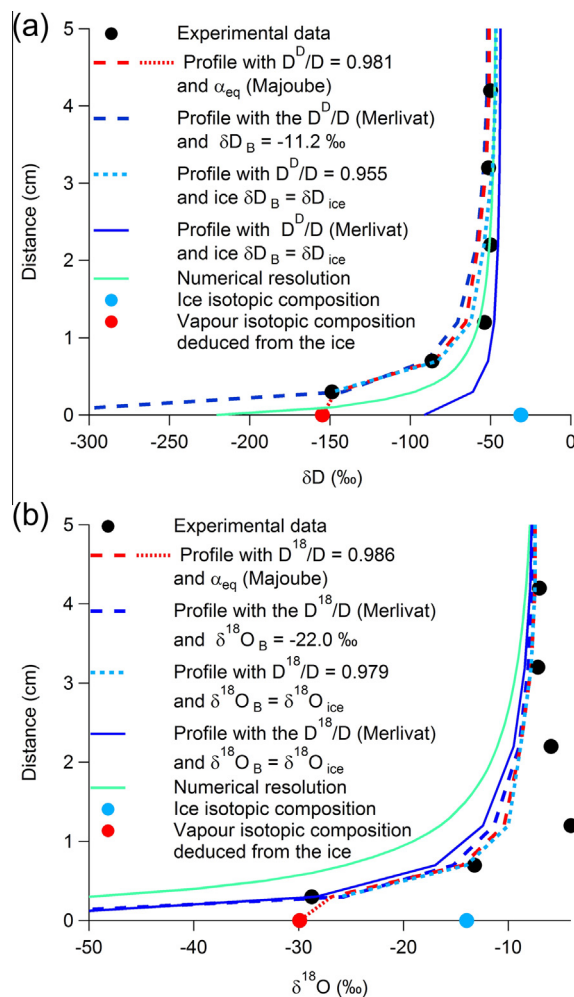 (a)
Experimental data
Profile with D^D/D = 0.981
and α_eq (Majoube)
Profile with the D^D/D (Merlivat)
and δD_B = -11.2 ‰
Profile with D^D/D = 0.955
and ice δD_B = δD_ice
Profile with D^D/D (Merlivat)
and ice δD_B = δD_ice
Numerical resolution
Ice isotopic composition
Vapour isotopic composition
deduced from the ice
Distance (cm)
5
4
3
2
1
0
-300
-250
-200
-150
-100
-50
0
δD (‰)
(b)
Experimental data
Profile with D^18/D = 0.986
and α_eq (Majoube)
Profile with the D^18/D (Merlivat)
and δ^18O_B = -22.0 ‰
Profile with D^18/D = 0.979
and δ^18O_B = δ^18O_ice
Profile with the D^18/D (Merlivat)
and δ^18O_B = δ^18O_ice
Numerical resolution
Ice isotopic composition
Vapour isotopic composition
deduced from the ice
Distance (cm)
5
4
3
2
1
0
-50
-40
-30
-20
-10
δ^18O (‰)